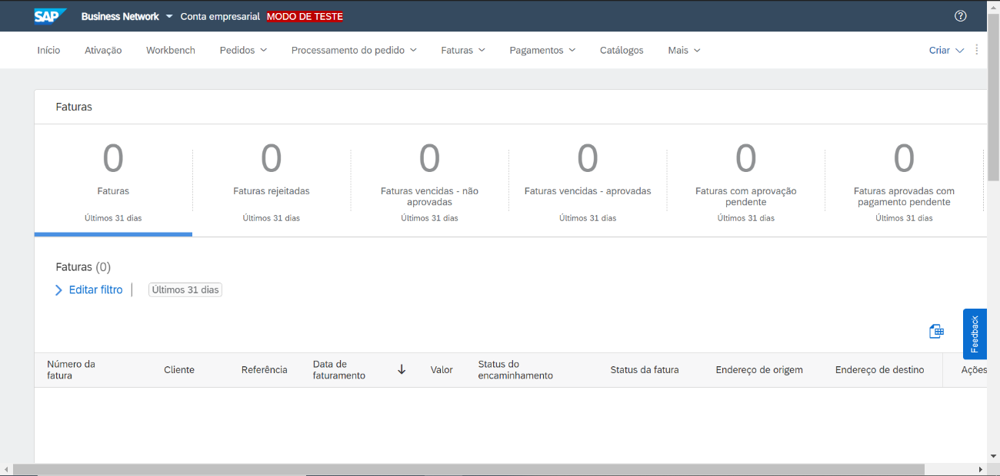 SAP Business Network Conta empresarial MODO DE TESTE
Início Ativação Workbench Pedidos Processamento do pedido Faturas Pagamentos Catálogos Mais Criar
Faturas
0 0 0 0 0 0
Faturas Faturas rejeitadas Faturas vencidas - não Faturas vencidas - aprovadas Faturas com aprovação Faturas aprovadas com
aprovadas pendente pagamento pendente
Últimos 31 dias Últimos 31 dias Últimos 31 dias Últimos 31 dias Últimos 31 dias Últimos 31 dias
Faturas (0)
Editar filtro Últimos 31 dias
Feedback
Número da Cliente Referência Data de Valor Status do Status da fatura Endereço de origem Endereço de destino Ações
fatura faturamento encaminhamento